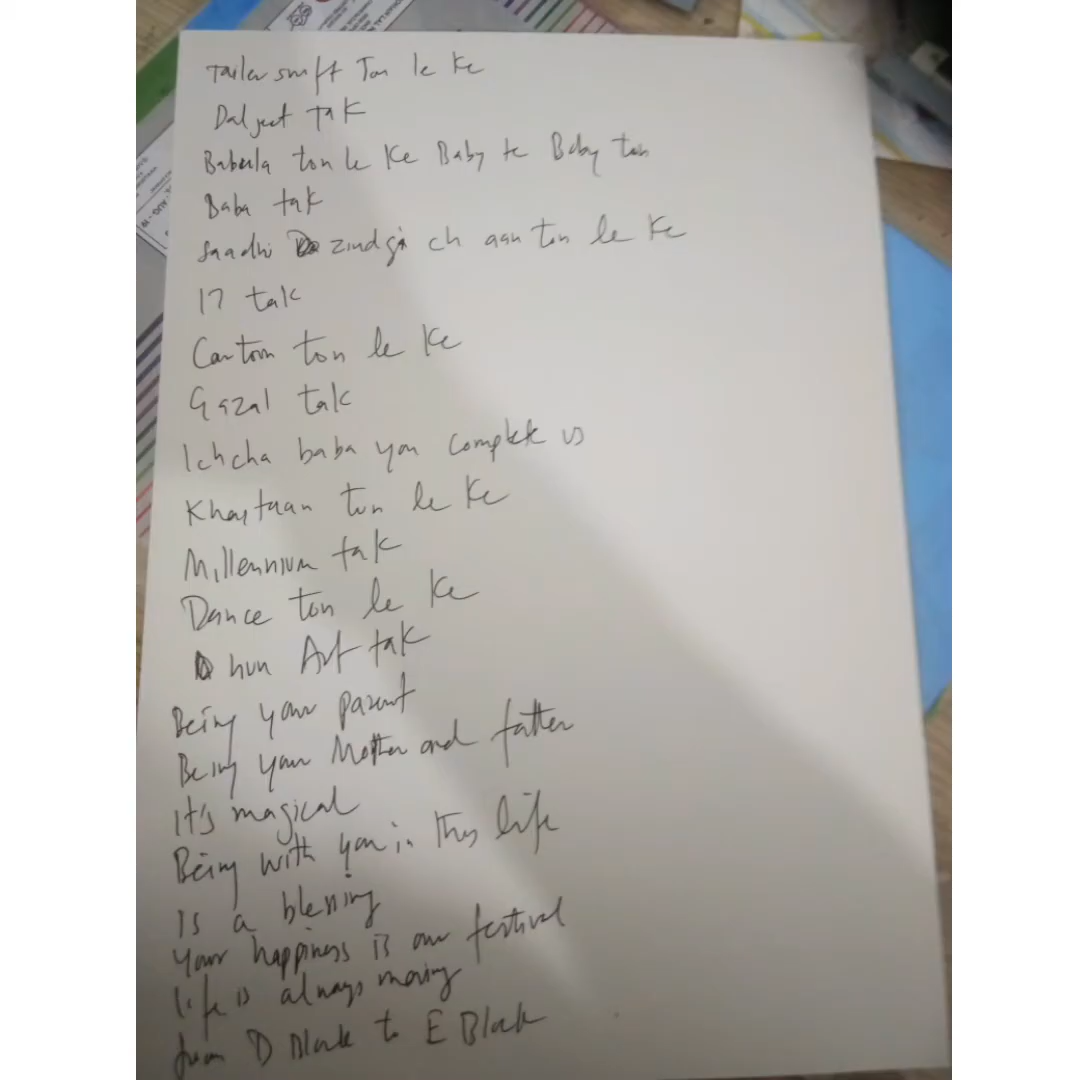 Tailer swift Ton le ke
Daljeet tak
Baberla ton le ke Baby te Baby ton
Baba tak
Saadhi zindgi ch aan ton le ke
17 tak
Cartoon ton le ke
Gazal tak
Ichcha baba you complete us
ton le ke
Millennium tak
Dance ton le ke
hun Art tak
Being your parent
Being your Mother and father
It's magical
Being with you in this life
Is a blessing
Your happiness is our festival
life is always moving
from D Block to E Block